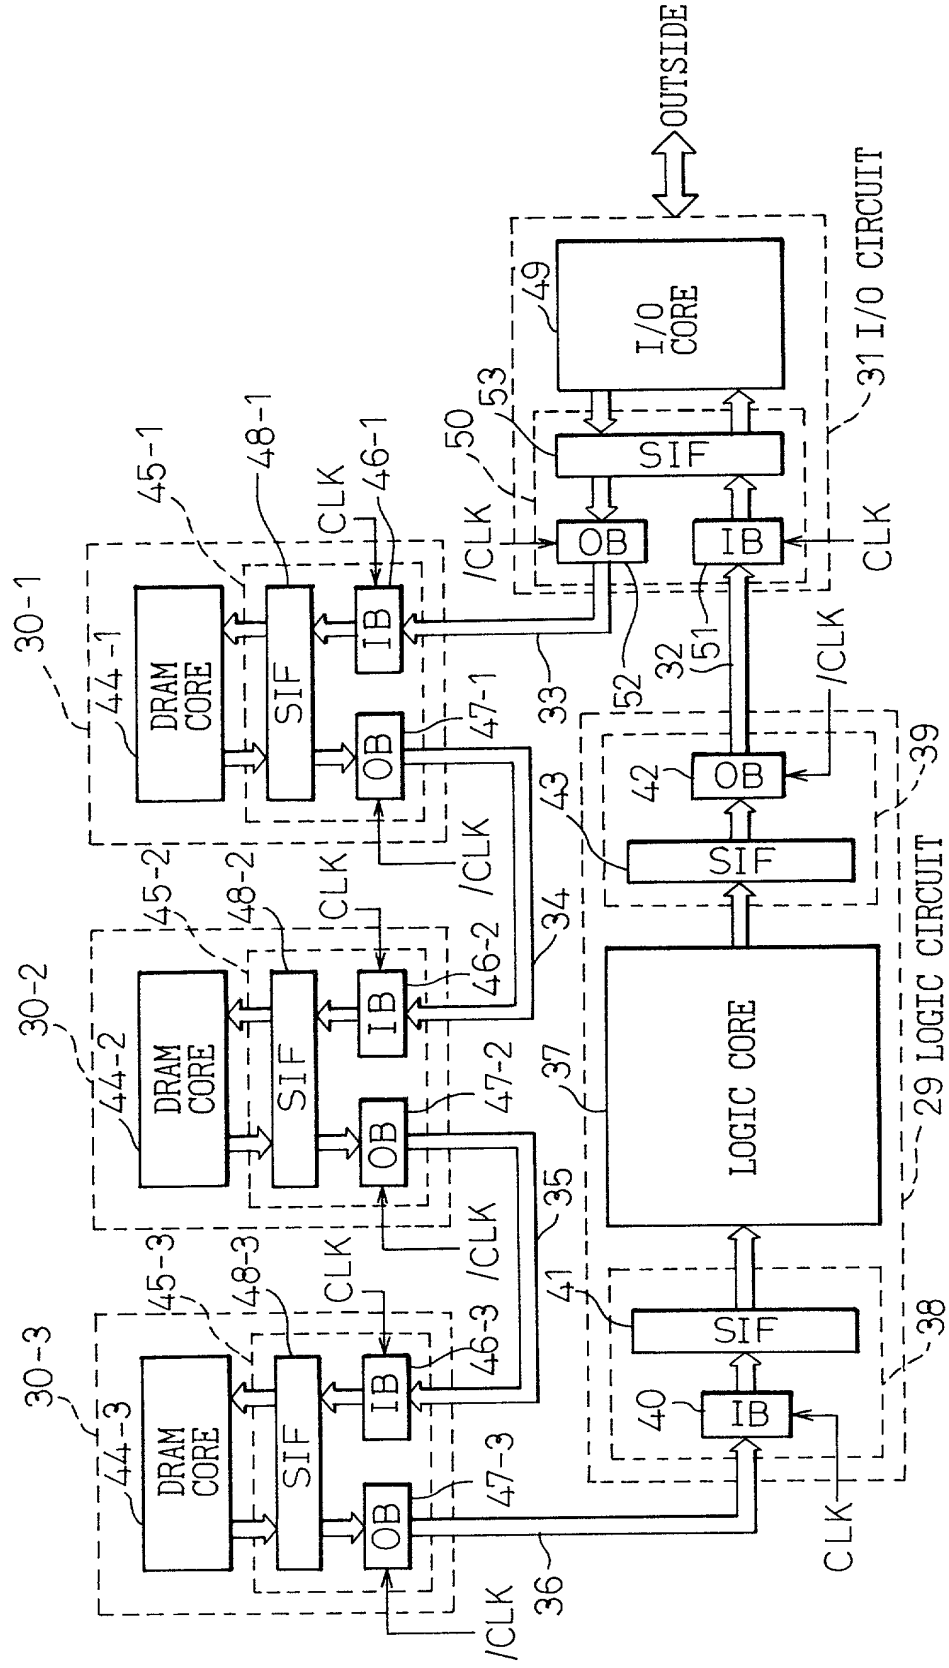 30-3
44-3
DRAM
CORE
45-3
48-3
SIF
CLK
OB
IB
46-3
47-3
/CLK
36
30-2
44-2
DRAM
CORE
45-2
48-2
SIF
CLK
OB
IB
46-2
47-2
/CLK
35
30-1
44-1
DRAM
CORE
45-1
48-1
SIF
CLK
OB
IB
46-1
47-1
/CLK
34
33
CLK
40
IB
41
SIF
38
37
LOGIC CORE
29 LOGIC CIRCUIT
43
SIF
42
OB
39
/CLK
32
51
52
/CLK
50
OB
IB
CLK
53
SIF
49
I/O
CORE
31 I/O CIRCUIT
OUTSIDE